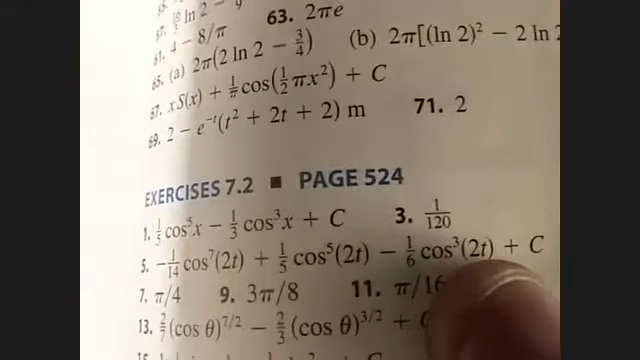 ln 2 −
61. 4 − 8/π 63. 2πe
65. (a) 2π(2 ln 2 − 3/4) (b) 2π[(ln 2)² − 2 ln 2
67. xS(x) + 1/π cos(1/2 πx²) + C
69. 2 − e⁻ᵗ(t² + 2t + 2) m 71. 2
EXERCISES 7.2 ■ PAGE 524
1. 1/5 cos⁵x − 1/3 cos³x + C 3. 1/120
5. −1/14 cos⁷(2t) + 1/5 cos⁵(2t) − 1/6 cos³(2t) + C
7. π/4 9. 3π/8 11. π/16
13. 2/7 (cos θ)^7/2 − 2/3 (cos θ)^3/2 +